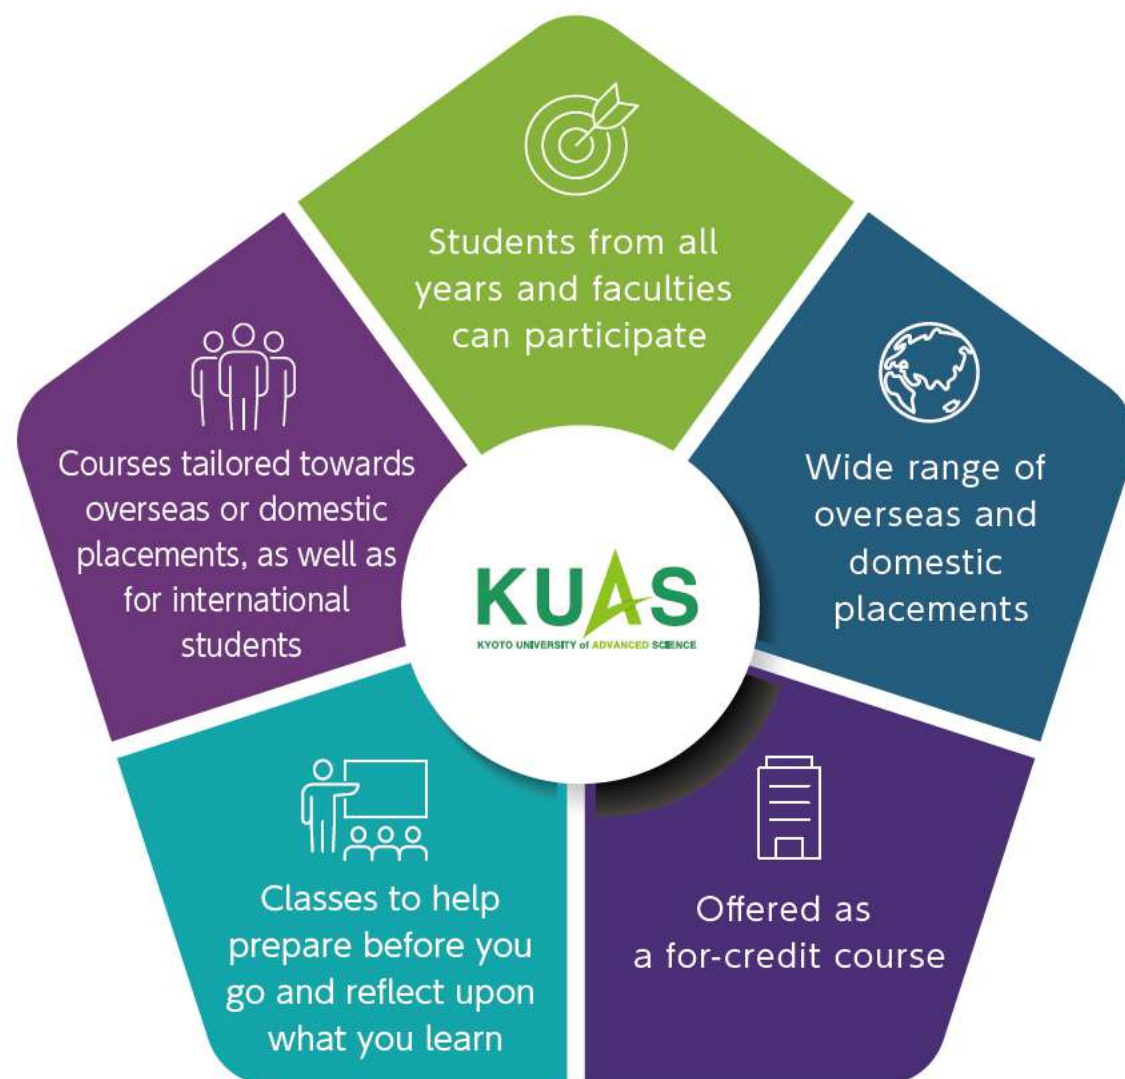 Students from all
years and faculties
can participate
Wide range of
overseas and
domestic
placements
Offered as
a for-credit course
Classes to help
prepare before you
go and reflect upon
what you learn
Courses tailored towards
overseas or domestic
placements, as well as
for international
students
KUAS
KYOTO UNIVERSITY of ADVANCED SCIENCE